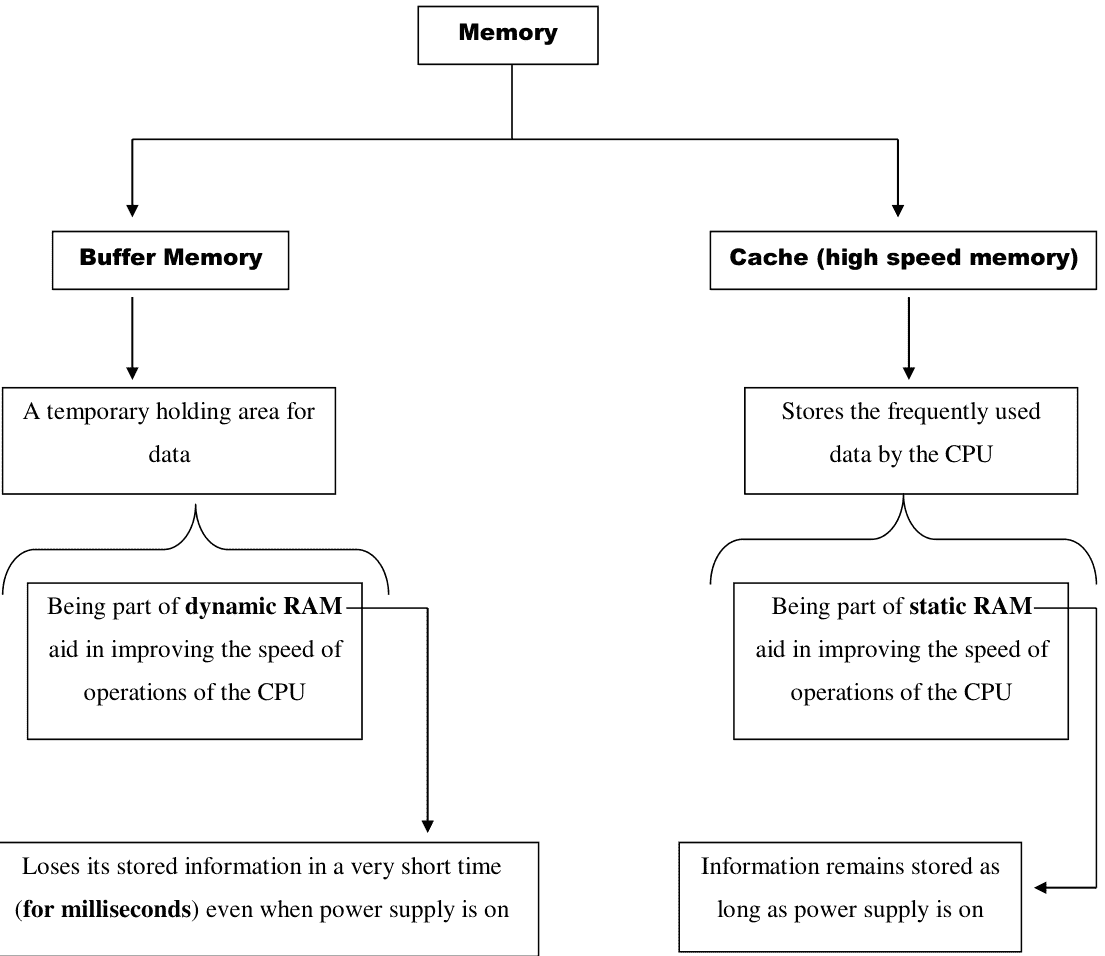 Memory
Buffer Memory
Cache (high speed memory)
A temporary holding area for
data
Stores the frequently used
data by the CPU
Being part of dynamic RAM
aid in improving the speed of
operations of the CPU
Being part of static RAM
aid in improving the speed of
operations of the CPU
Loses its stored information in a very short time
(for milliseconds) even when power supply is on
Information remains stored as
long as power supply is on